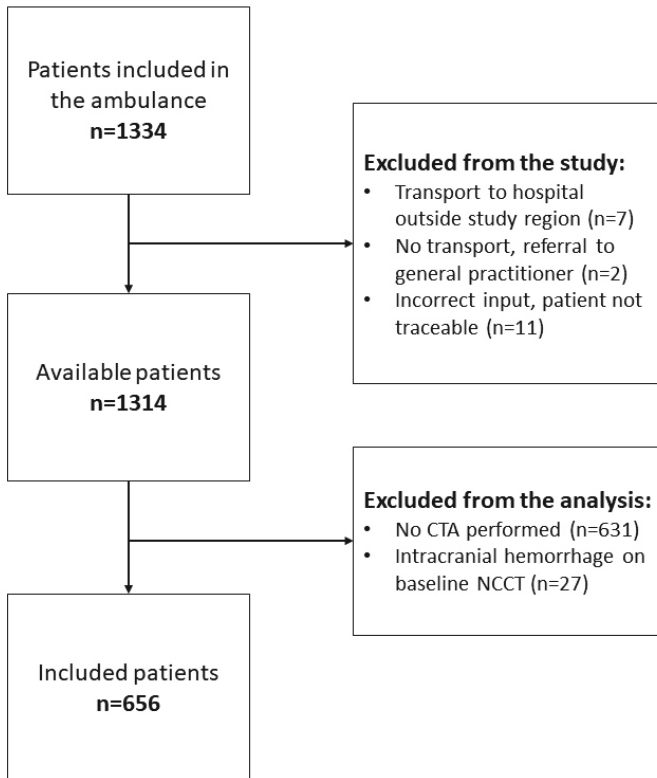 Patients included in
the ambulance
n=1334
Excluded from the study:
• Transport to hospital
outside study region (n=7)
• No transport, referral to
general practitioner (n=2)
• Incorrect input, patient not
traceable (n=11)
Available patients
n=1314
Excluded from the analysis:
• No CTA performed (n=631)
• Intracranial hemorrhage on
baseline NCCT (n=27)
Included patients
n=656